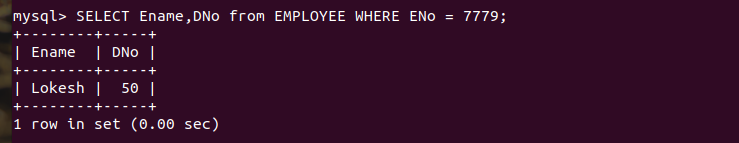 mysql> SELECT Ename,DNo from EMPLOYEE WHERE ENo = 7779;
+--------+-----+
| Ename  | DNo |
+--------+-----+
| Lokesh |  50 |
+--------+-----+
1 row in set (0.00 sec)